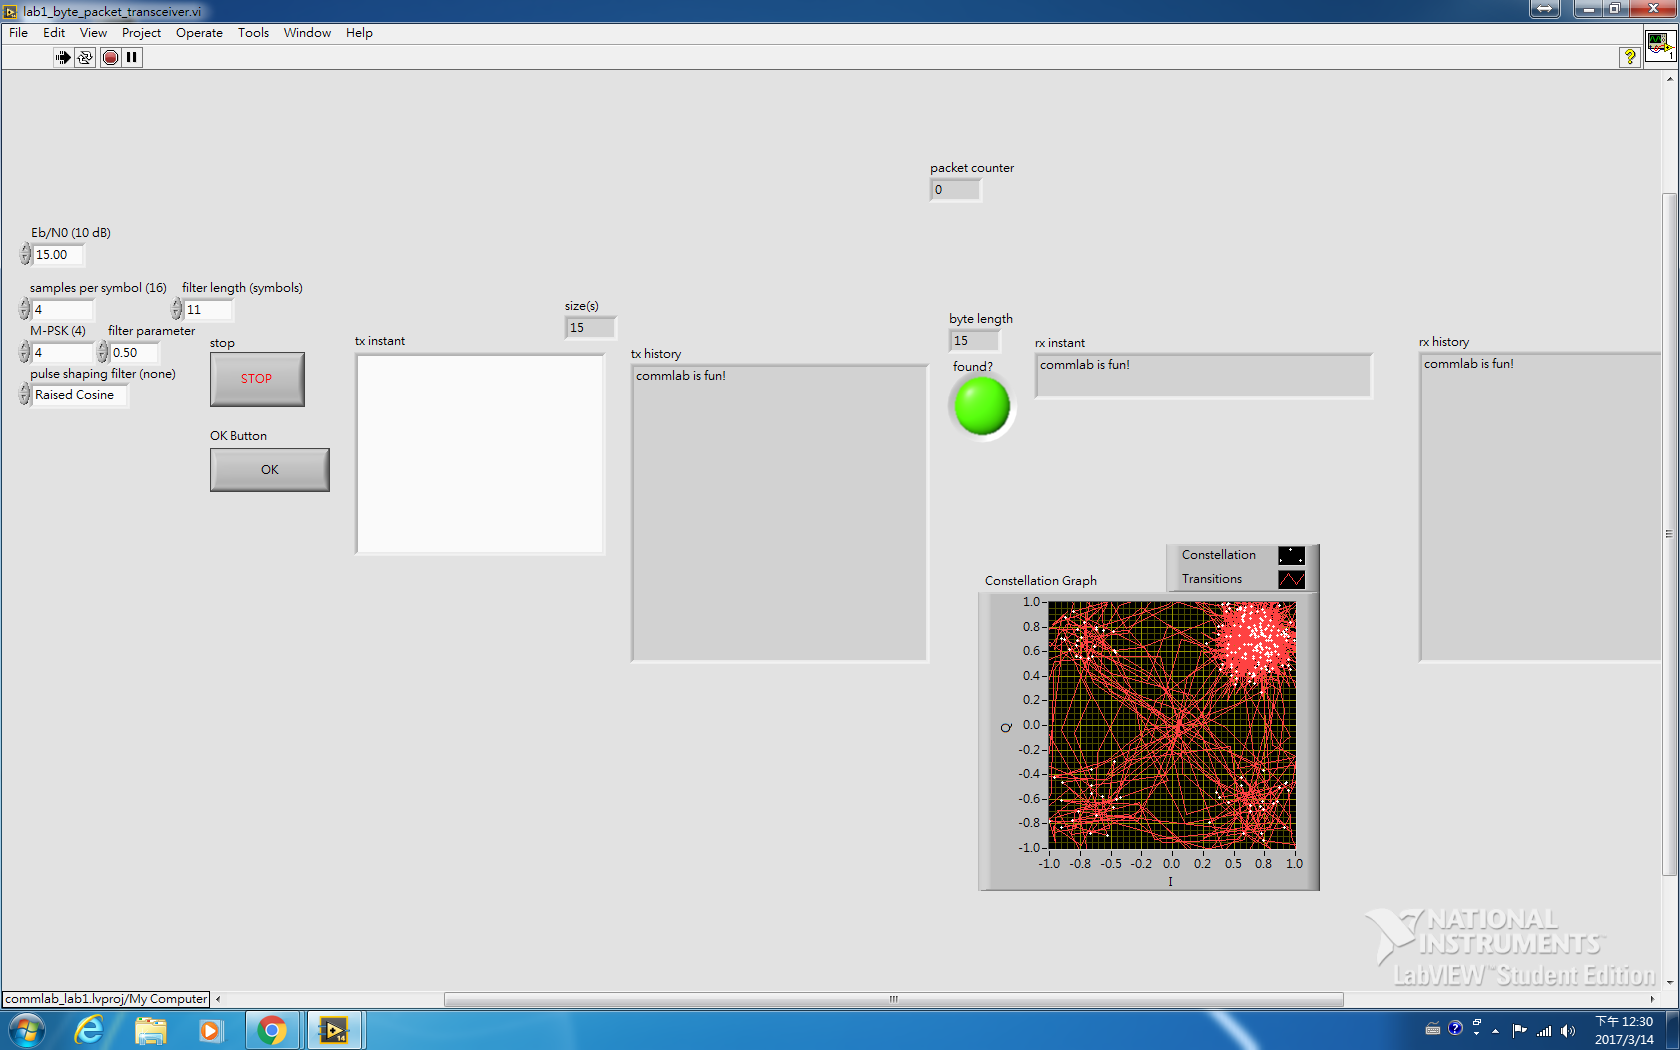 lab1_byte_packet_transceiver.vi
File Edit View Project Operate Tools Window Help
packet counter
0
Eb/N0 (10 dB)
15.00
samples per symbol (16) filter length (symbols)
4 11
M-PSK (4) filter parameter
4 0.50
pulse shaping filter (none)
Raised Cosine
stop
STOP
OK Button
OK
tx instant
size(s)
15
tx history
commlab is fun!
byte length
15
found?
rx instant
commlab is fun!
rx history
commlab is fun!
Constellation
Transitions
Constellation Graph
1.0
0.8
0.6
0.4
0.2
0.0
-0.2
-0.4
-0.6
-0.8
-1.0
Q
-1.0 -0.8 -0.5 -0.2 0.0 0.2 0.5 0.8 1.0
I
NATIONAL
INSTRUMENTS™
LabVIEW™ Student Edition
commlab_lab1.lvproj/My Computer
14
下午 12:30
2017/3/14